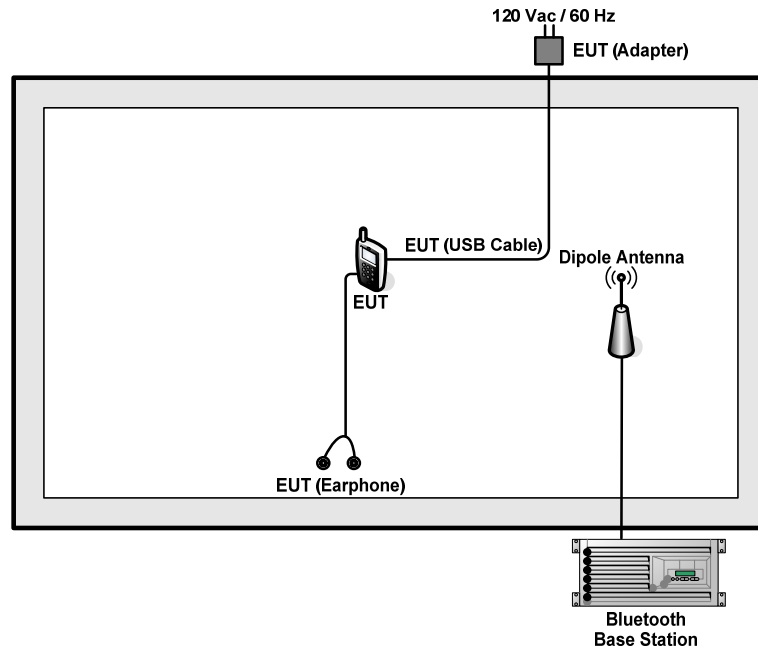 120 Vac / 60 Hz
EUT (Adapter)
EUT (USB Cable)
Dipole Antenna
EUT
EUT (Earphone)
Bluetooth
Base Station